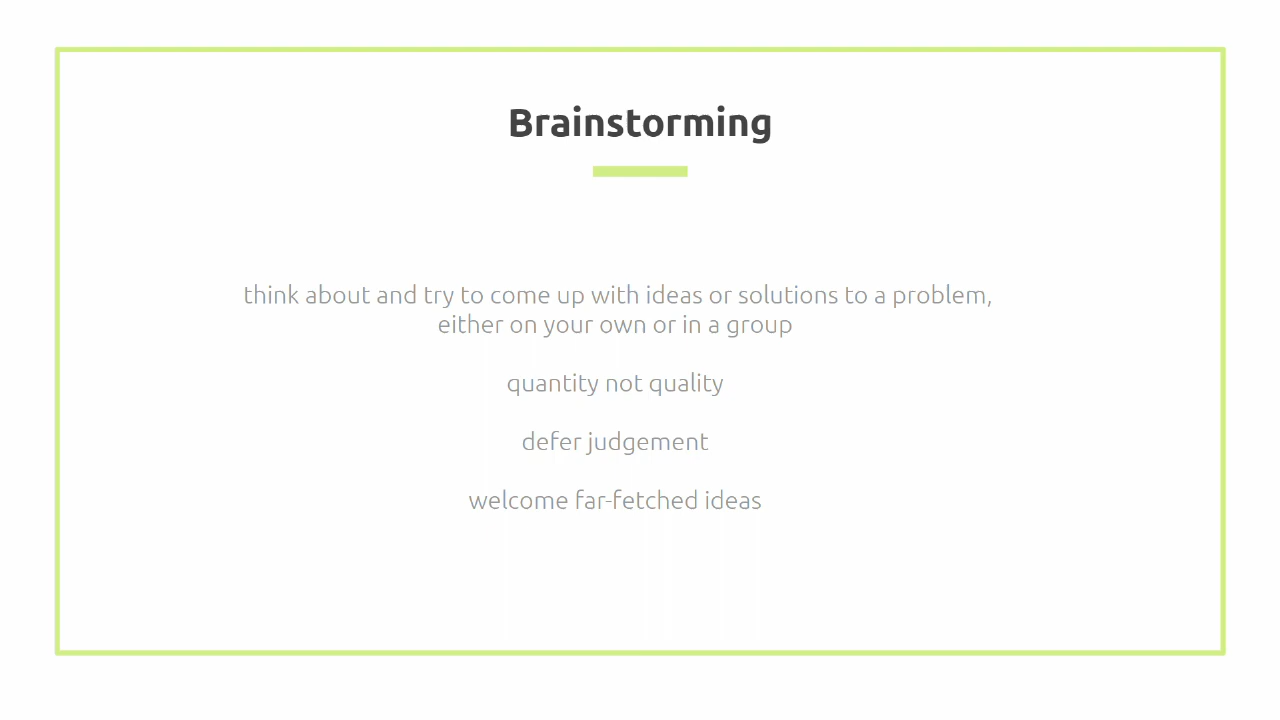 Brainstorming
think about and try to come up with ideas or solutions to a problem,
either on your own or in a group
quantity not quality
defer judgement
welcome far-fetched ideas